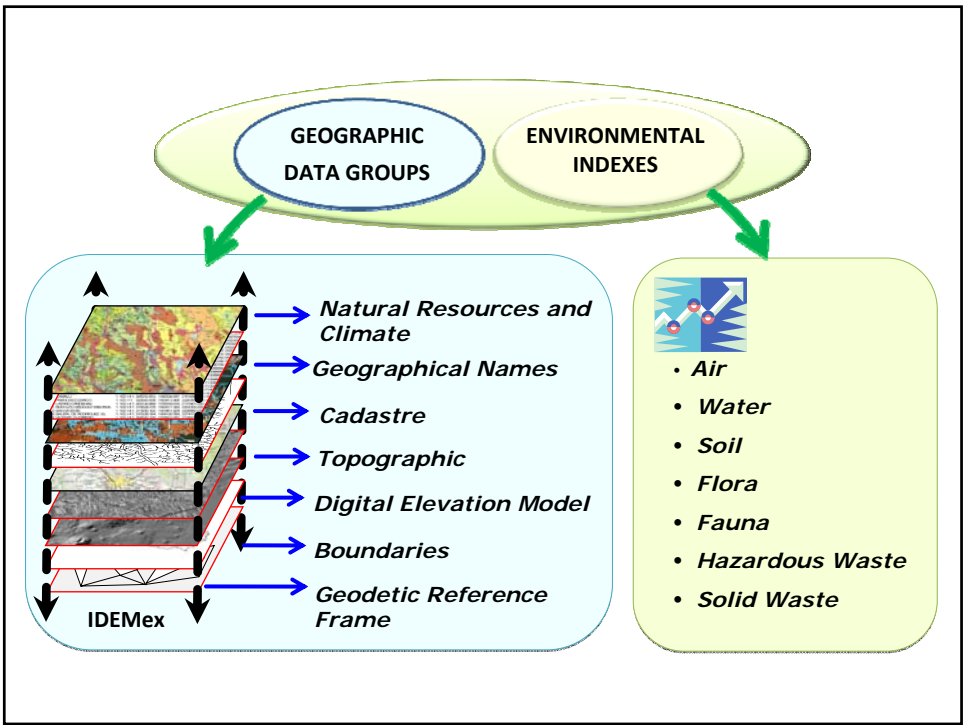 GEOGRAPHIC
DATA GROUPS
ENVIRONMENTAL
INDEXES
Natural Resources and
Climate
Geographical Names
Cadastre
Topographic
Digital Elevation Model
Boundaries
Geodetic Reference
Frame
IDEMex
• Air
• Water
• Soil
• Flora
• Fauna
• Hazardous Waste
• Solid Waste